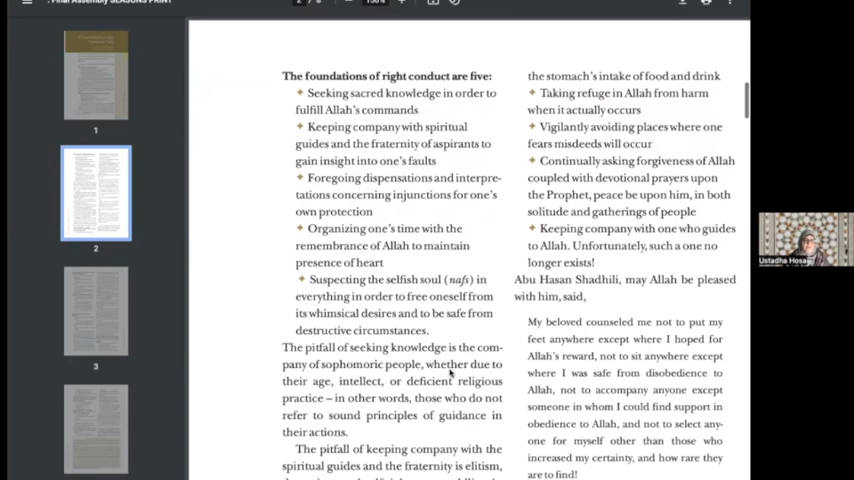 Final Assembly SEASONS PRINT
The foundations of right conduct are five:
✦ Seeking sacred knowledge in order to
fulfill Allah's commands
✦ Keeping company with spiritual
guides and the fraternity of aspirants to
gain insight into one's faults
✦ Foregoing dispensations and interpre-
tations concerning injunctions for one's
own protection
✦ Organizing one's time with the
remembrance of Allah to maintain
presence of heart
✦ Suspecting the selfish soul (nafs) in
everything in order to free oneself from
its whimsical desires and to be safe from
destructive circumstances.
The pitfall of seeking knowledge is the com-
pany of sophomoric people, whether due to
their age, intellect, or deficient religious
practice – in other words, those who do not
refer to sound principles of guidance in
their actions.
The pitfall of keeping company with the
spiritual guides and the fraternity is elitism,
the stomach's intake of food and drink
✦ Taking refuge in Allah from harm
when it actually occurs
✦ Vigilantly avoiding places where one
fears misdeeds will occur
✦ Continually asking forgiveness of Allah
coupled with devotional prayers upon
the Prophet, peace be upon him, in both
solitude and gatherings of people
✦ Keeping company with one who guides
to Allah. Unfortunately, such a one no
longer exists!
Abu Hasan Shadhili, may Allah be pleased
with him, said,
My beloved counseled me not to put my
feet anywhere except where I hoped for
Allah's reward, not to sit anywhere except
where I was safe from disobedience to
Allah, not to accompany anyone except
someone in whom I could find support in
obedience to Allah, and not to select any-
one for myself other than those who
increased my certainty, and how rare they
are to find!
1
2
3
Ustadha Hosai